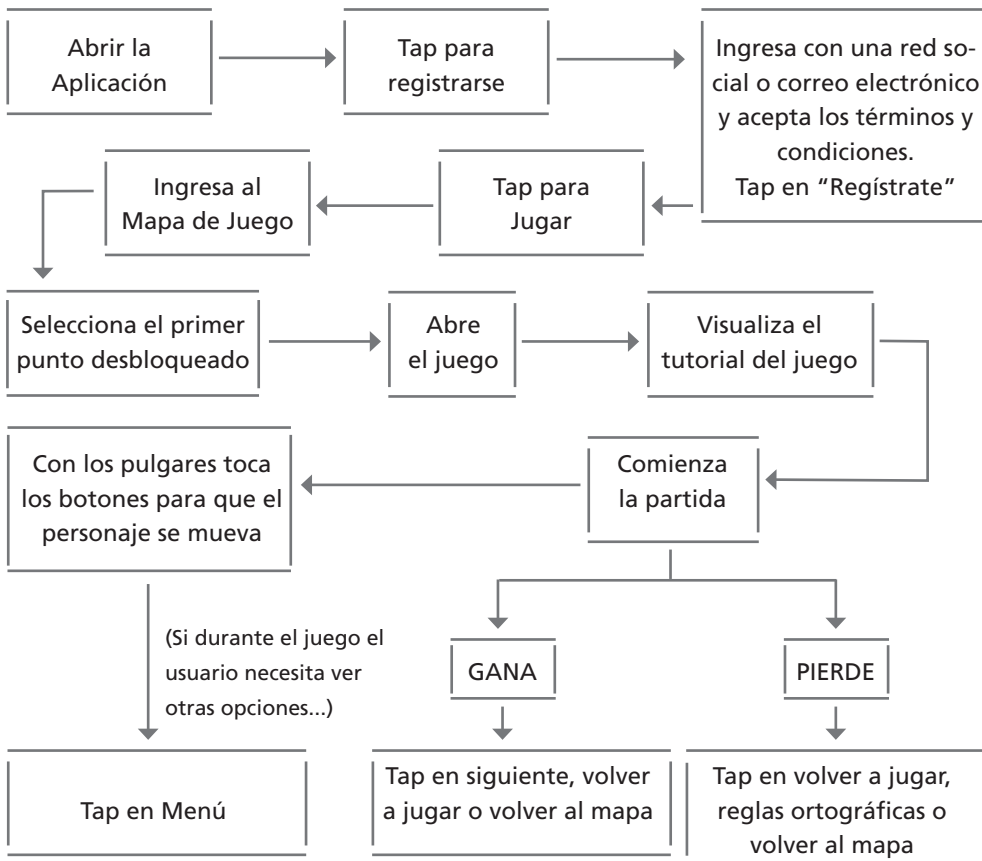 Abrir la
Aplicación
Tap para
registrarse
Ingresa con una red so-
cial o correo electrónico
y acepta los términos y
condiciones.
Tap en “Regístrate”
Tap para
Jugar
Ingresa al
Mapa de Juego
Selecciona el primer
punto desbloqueado
Abre
el juego
Visualiza el
tutorial del juego
Comienza
la partida
Con los pulgares toca
los botones para que el
personaje se mueva
(Si durante el juego el
usuario necesita ver
otras opciones...)
Tap en Menú
GANA
PIERDE
Tap en siguiente, volver
a jugar o volver al mapa
Tap en volver a jugar,
reglas ortográficas o
volver al mapa